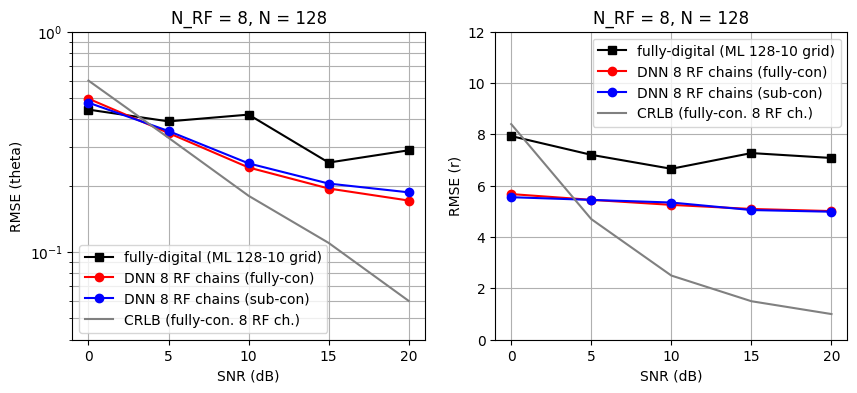 N_RF = 8, N = 128
RMSE (theta)
10⁰
10⁻¹
fully-digital (ML 128-10 grid)
DNN 8 RF chains (fully-con)
DNN 8 RF chains (sub-con)
CRLB (fully-con. 8 RF ch.)
0 5 10 15 20
SNR (dB)
N_RF = 8, N = 128
RMSE (r)
12
10
8
6
4
2
0
fully-digital (ML 128-10 grid)
DNN 8 RF chains (fully-con)
DNN 8 RF chains (sub-con)
CRLB (fully-con. 8 RF ch.)
0 5 10 15 20
SNR (dB)